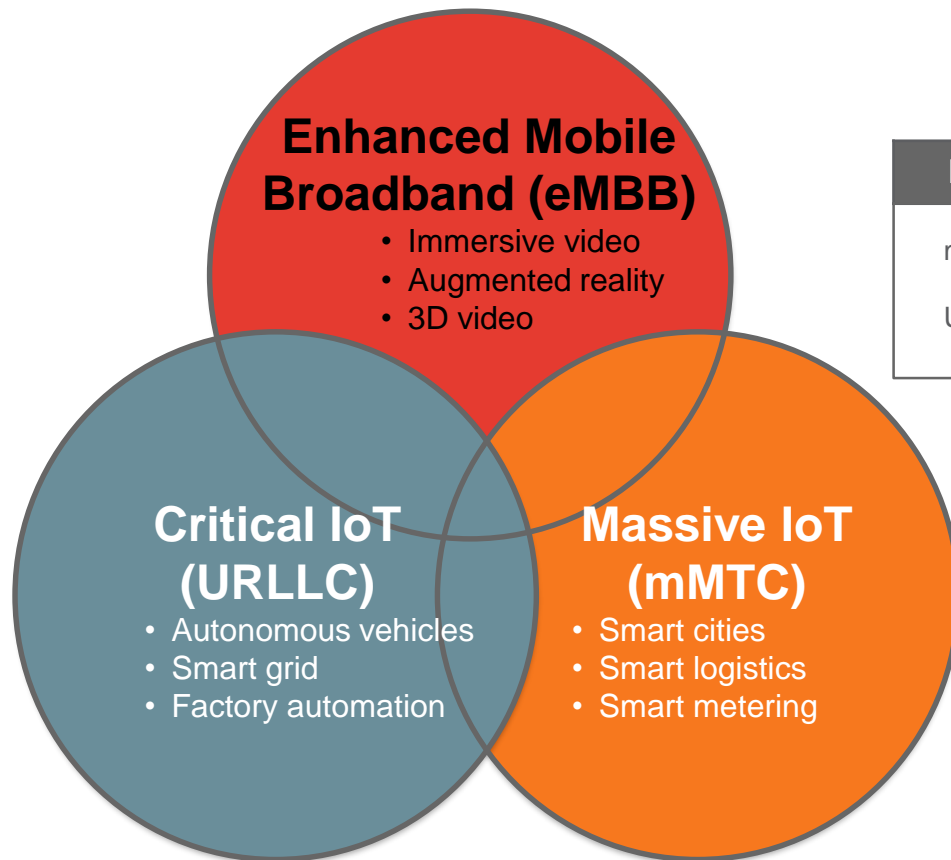 Enhanced Mobile
Broadband (eMBB)
• Immersive video
• Augmented reality
• 3D video
Critical IoT
(URLLC)
• Autonomous vehicles
• Smart grid
• Factory automation
Massive IoT
(mMTC)
• Smart cities
• Smart logistics
• Smart metering